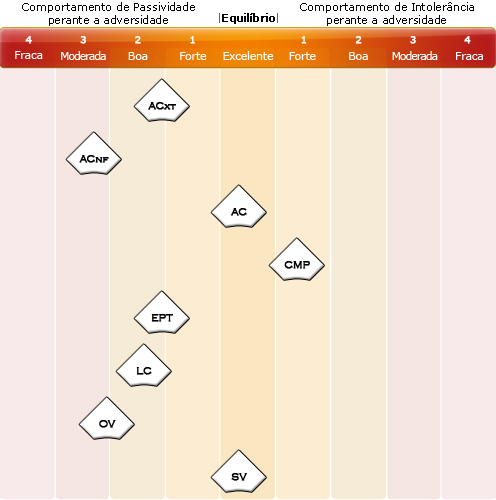 Comportamento de Passividade
perante a adversidade
|Equilíbrio|
Comportamento de Intolerância
perante a adversidade
4 3 2 1 1 2 3 4
Fraca Moderada Boa Forte Excelente Forte Boa Moderada Fraca
ACXT
ACNF
AC
CMP
EPT
LC
OV
SV